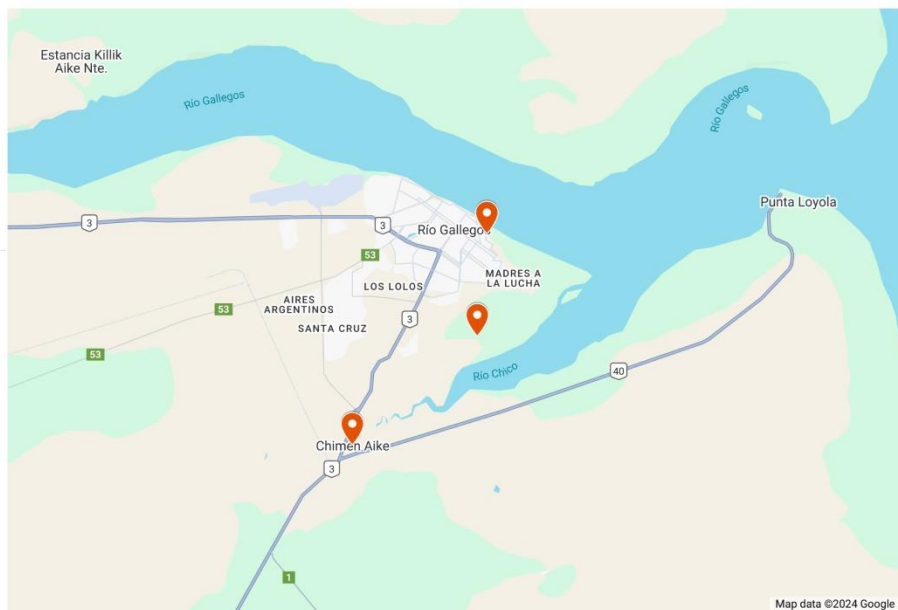 Estancia Killik
Aike Nte.
Río Gallegos
Río Gallegos
Punta Loyola
3
3
Río Gallegos
53
MADRES A
LA LUCHA
LOS LOLOS
AIRES
ARGENTINOS
53
3
SANTA CRUZ
53
Río Chico
40
Chimen Aike
3
1
Map data ©2024 Google